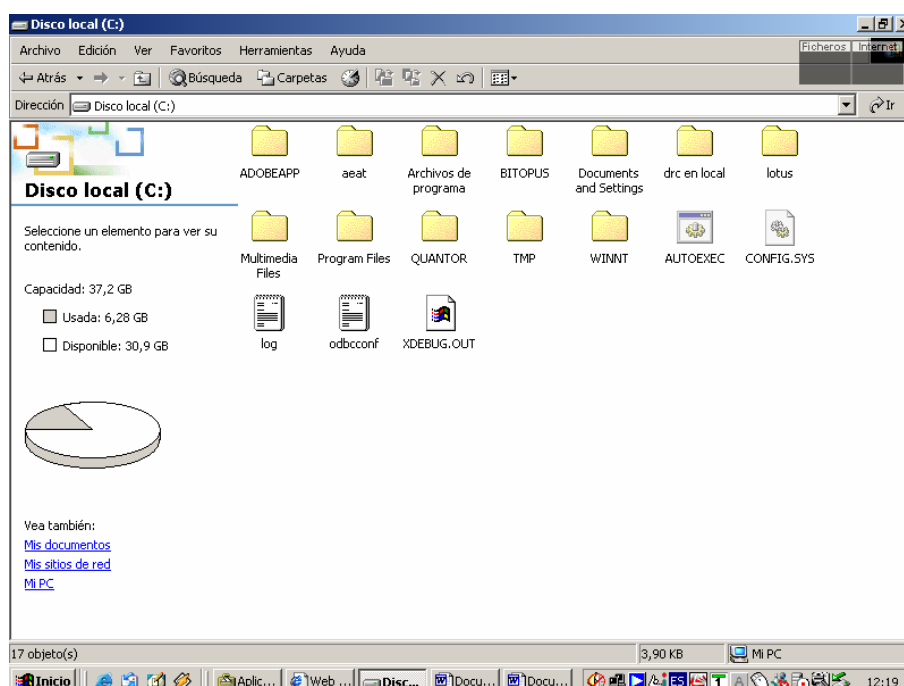 Disco local (C:)
Archivo Edición Ver Favoritos Herramientas Ayuda
Ficheros Internet
Atrás Búsqueda Carpetas
Dirección Disco local (C:) Ir
Disco local (C:)
Seleccione un elemento para ver su
contenido.
Capacidad: 37,2 GB
Usada: 6,28 GB
Disponible: 30,9 GB
Vea también:
Mis documentos
Mis sitios de red
Mi PC
ADOBEAPP
aeat
Archivos de
programa
BITOPUS
Documents
and Settings
drc en local
lotus
Multimedia
Files
Program Files
QUANTOR
TMP
WINNT
AUTOEXEC
CONFIG.SYS
log
odbcconf
XDEBUG.OUT
17 objeto(s) 3,90 KB Mi PC
Inicio Aplic... Web ... Disc... Docu... Docu... ES 12:19